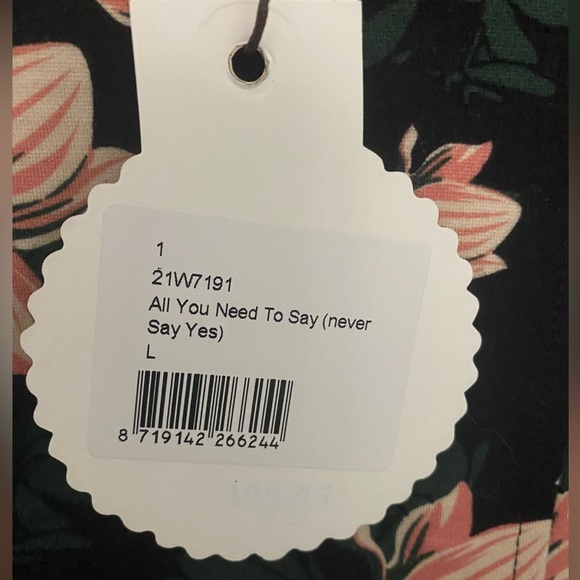 1
21W7191
All You Need To Say (never
Say Yes)
L
8 719142 266244